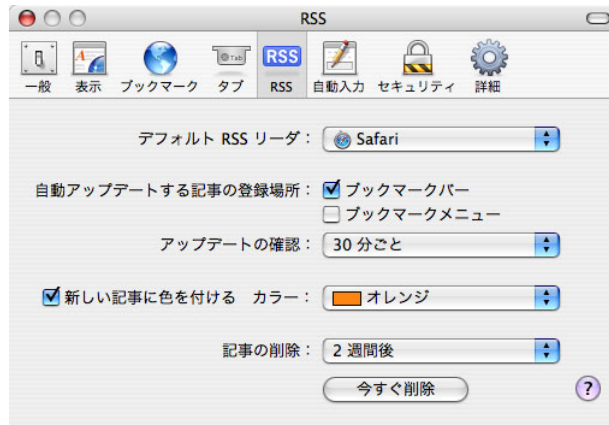 RSS
Tab RSS
一般 表示 ブックマーク タブ RSS 自動入力 セキュリティ 詳細
デフォルト RSS リーダ： Safari
自動アップデートする記事の登録場所： ブックマークバー
ブックマークメニュー
アップデートの確認： 30 分ごと
新しい記事に色を付ける カラー： オレンジ
記事の削除： 2 週間後
今すぐ削除 ?